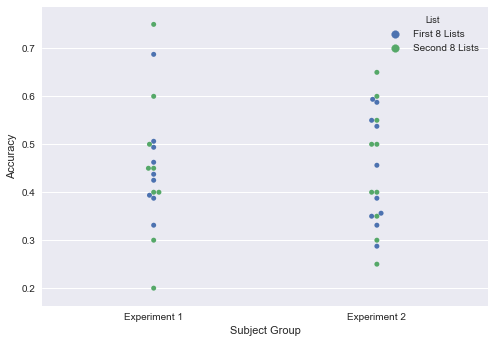 List
First 8 Lists
Second 8 Lists
0.7
0.6
0.5
0.4
0.3
0.2
Accuracy
Experiment 1
Experiment 2
Subject Group